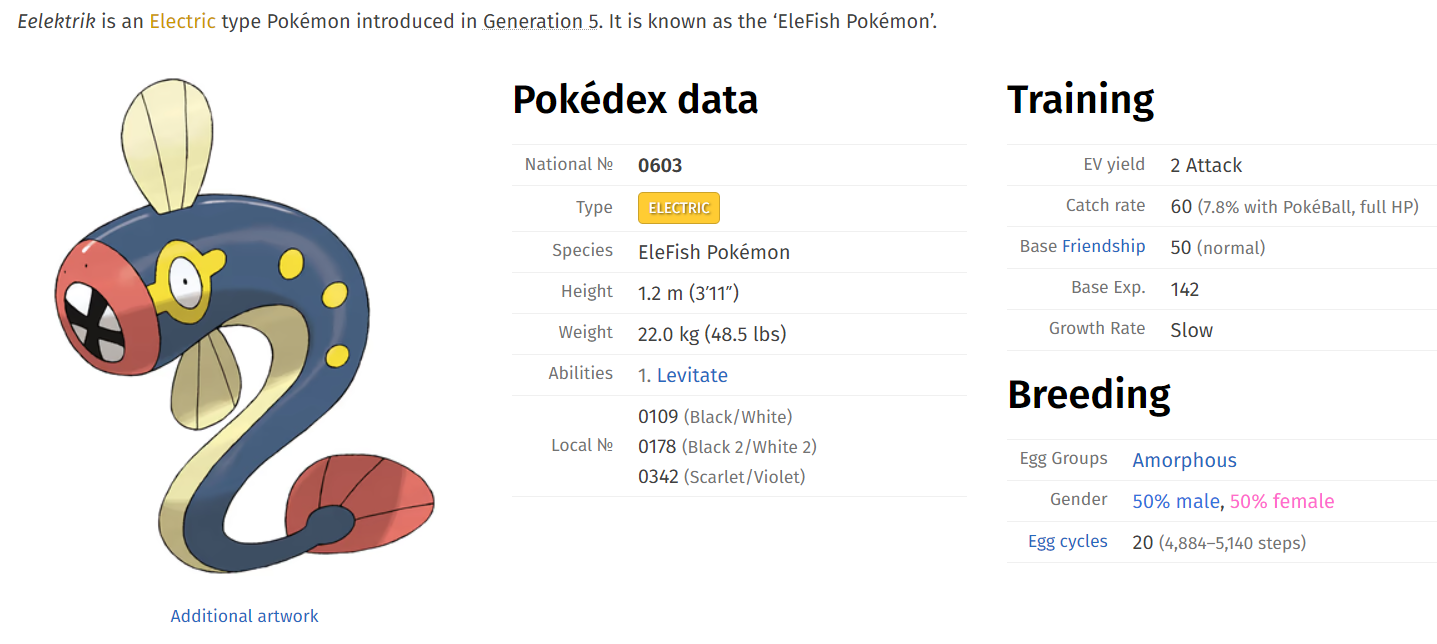 Eelektrik is an Electric type Pokémon introduced in Generation 5. It is known as the ‘EleFish Pokémon’.
Additional artwork
Pokédex data
National № 0603
Type ELECTRIC
Species EleFish Pokémon
Height 1.2 m (3′11″)
Weight 22.0 kg (48.5 lbs)
Abilities 1. Levitate
Local № 0109 (Black/White)
0178 (Black 2/White 2)
0342 (Scarlet/Violet)
Training
EV yield 2 Attack
Catch rate 60 (7.8% with PokéBall, full HP)
Base Friendship 50 (normal)
Base Exp. 142
Growth Rate Slow
Breeding
Egg Groups Amorphous
Gender 50% male, 50% female
Egg cycles 20 (4,884–5,140 steps)